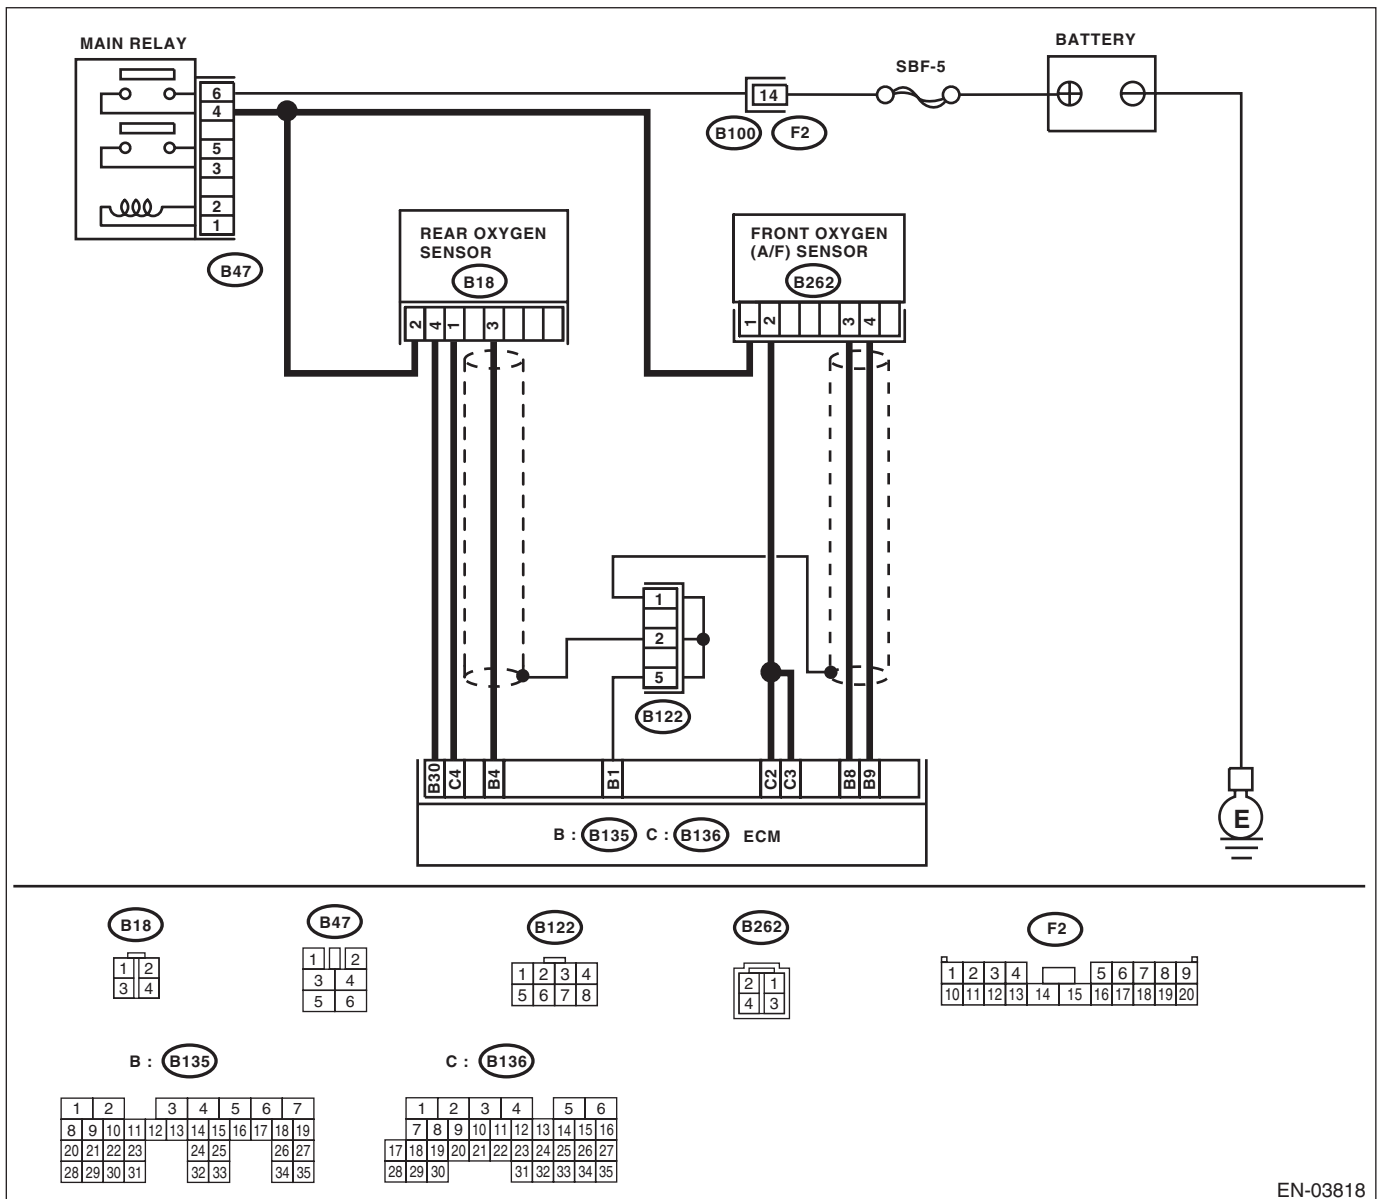 MAIN RELAY
BATTERY
SBF-5
6
4
5
3
2
1
14
B100 F2
B47
REAR OXYGEN
SENSOR
B18
FRONT OXYGEN
(A/F) SENSOR
B262
2 4 1 3
1 2 3 4
1
2
5
B122
B30 C4 B4 B1 C2 C3 B8 B9
B : B135 C : B136 ECM
E
B18
1 2
3 4
B47
1 2
3 4
5 6
B122
1 2 3 4
5 6 7 8
B262
2 1
4 3
F2
1 2 3 4 5 6 7 8 9
10 11 12 13 14 15 16 17 18 19 20
B : B135
1 2 3 4 5 6 7
8 9 10 11 12 13 14 15 16 17 18 19
20 21 22 23 24 25 26 27
28 29 30 31 32 33 34 35
C : B136
1 2 3 4 5 6
7 8 9 10 11 12 13 14 15 16
17 18 19 20 21 22 23 24 25 26 27
28 29 30 31 32 33 34 35
EN-03818